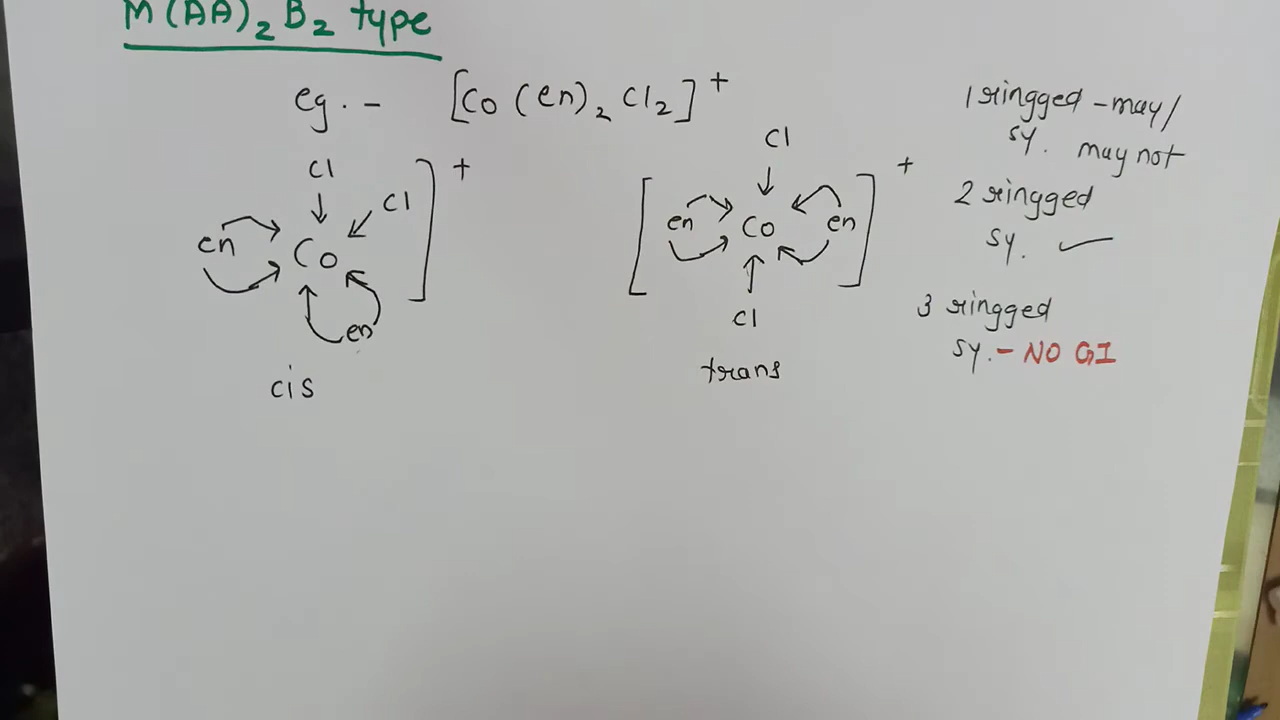 M(AA)₂B₂ type
eg. - [Co(en)₂Cl₂]⁺
Cl
Cl
en
Co
en
]⁺
cis
Cl
[
en
Co
en
]⁺
Cl
trans
1 ringged - may/
sy. may not
2 ringged
sy. ✓
3 ringged
sy. - NO GI